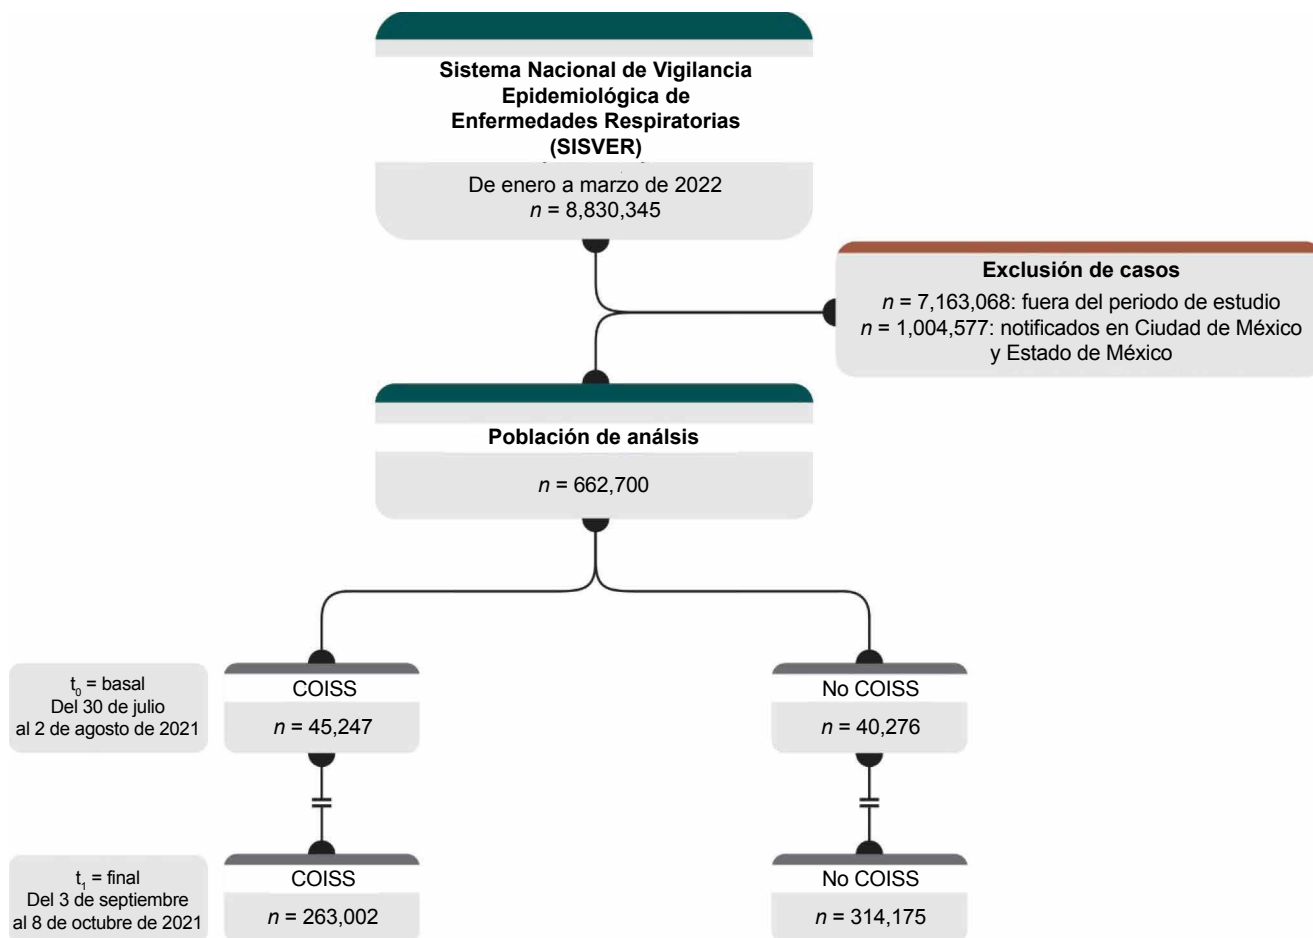 Sistema Nacional de Vigilancia
Epidemiológica de
Enfermedades Respiratorias
(SISVER)
De enero a marzo de 2022
n = 8,830,345
Exclusión de casos
n = 7,163,068: fuera del periodo de estudio
n = 1,004,577: notificados en Ciudad de México
y Estado de México
Población de análsis
n = 662,700
t₀ = basal
Del 30 de julio
al 2 de agosto de 2021
COISS
n = 45,247
No COISS
n = 40,276
t₁ = final
Del 3 de septiembre
al 8 de octubre de 2021
COISS
n = 263,002
No COISS
n = 314,175